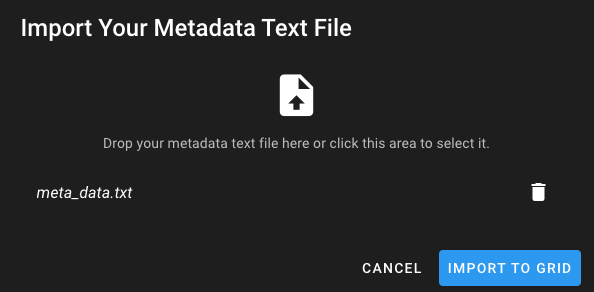 Import Your Metadata Text File
Drop your metadata text file here or click this area to select it.
meta_data.txt
CANCEL
IMPORT TO GRID